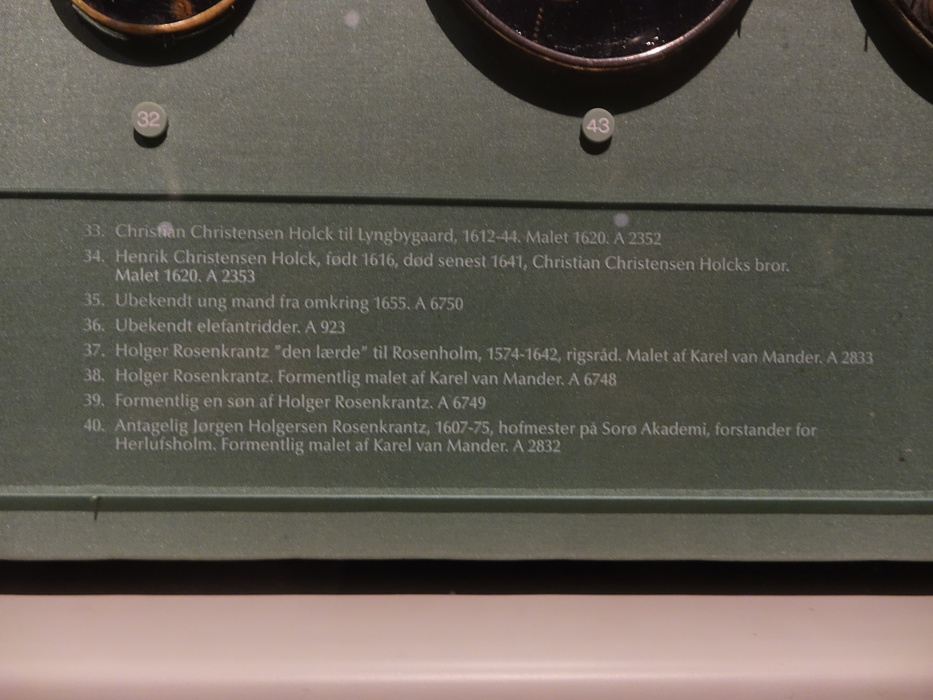 32
43
33. Christian Christensen Holck til Lyngbygaard, 1612-44. Malet 1620. A 2352
34. Henrik Christensen Holck, født 1616, død senest 1641, Christian Christensen Holcks bror.
Malet 1620. A 2353
35. Ubekendt ung mand fra omkring 1655. A 6750
36. Ubekendt elefantridder. A 923
37. Holger Rosenkrantz "den lærde" til Rosenholm, 1574-1642, rigsråd. Malet af Karel van Mander. A 2833
38. Holger Rosenkrantz. Formentlig malet af Karel van Mander. A 6748
39. Formentlig en søn af Holger Rosenkrantz. A 6749
40. Antagelig Jørgen Holgersen Rosenkrantz, 1607-75, hofmester på Sorø Akademi, forstander for
Herlufsholm. Formentlig malet af Karel van Mander. A 2832